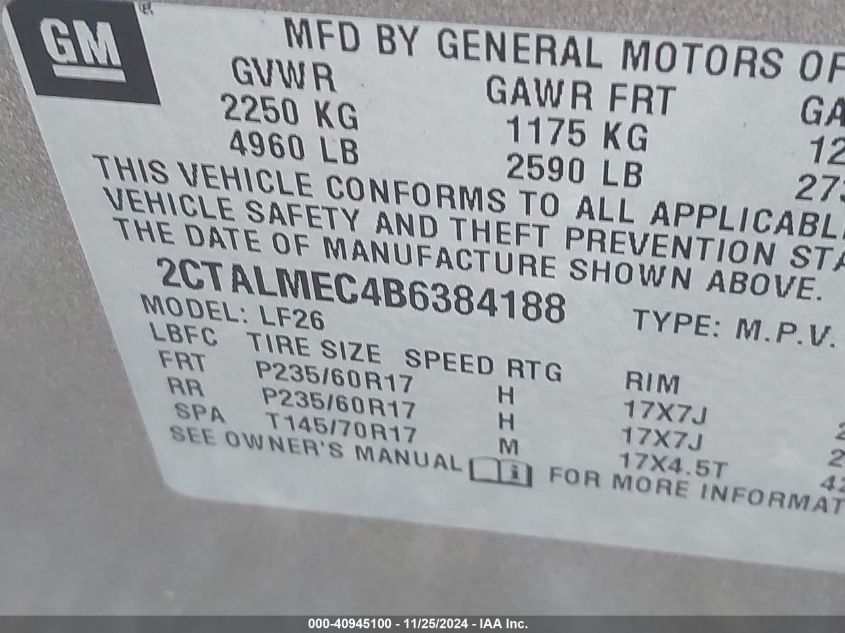 GM
MFD BY GENERAL MOTORS OF
GVWR GAWR FRT
2250 KG 1175 KG
4960 LB 2590 LB
THIS VEHICLE CONFORMS TO ALL APPLICABL
VEHICLE SAFETY AND THEFT PREVENTION STA
THE DATE OF MANUFACTURE SHOWN ABOVE.
2CTALMEC4B6384188 TYPE: M.P.V.
MODEL: LF26
LBFC TIRE SIZE SPEED RTG RIM
FRT P235/60R17 H 17X7J
RR P235/60R17 H 17X7J
SPA T145/70R17 M 17X4.5T
SEE OWNER'S MANUAL FOR MORE INFORMAT
000-40945100 - 11/25/2024 - IAA Inc.